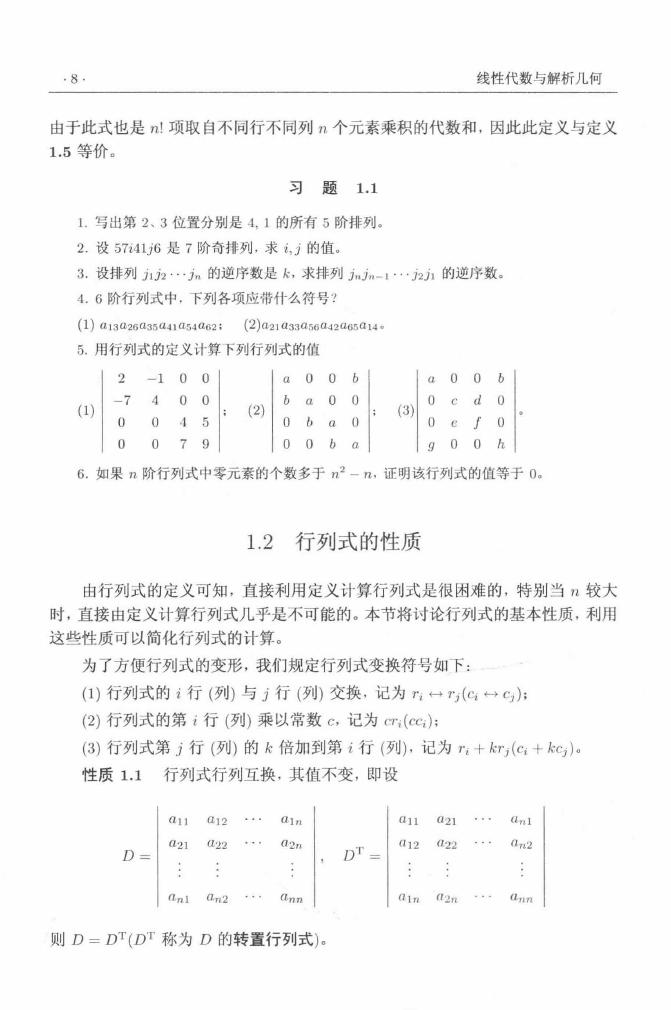 · 8 · 线性代数与解析几何
由于此式也是 n! 项取自不同行不同列 n 个元素乘积的代数和，因此此定义与定义
1.5 等价。
习 题 1.1
1. 写出第 2、3 位置分别是 4, 1 的所有 5 阶排列。
2. 设 57i41j6 是 7 阶奇排列，求 i, j 的值。
3. 设排列 j₁j₂ ⋯ jₙ 的逆序数是 k，求排列 jₙjₙ₋₁ ⋯ j₂j₁ 的逆序数。
4. 6 阶行列式中，下列各项应带什么符号？
(1) a₁₃a₂₆a₃₅a₄₁a₅₄a₆₂； (2)a₂₁a₃₃a₅₆a₄₂a₆₅a₁₄。
5. 用行列式的定义计算下列行列式的值
2 −1 0 0 a 0 0 b a 0 0 b
−7 4 0 0 b a 0 0 0 c d 0
(1) ； (2) ； (3) 。
0 0 4 5 0 b a 0 0 e f 0
0 0 7 9 0 0 b a g 0 0 h
6. 如果 n 阶行列式中零元素的个数多于 n² − n，证明该行列式的值等于 0。
1.2 行列式的性质
由行列式的定义可知，直接利用定义计算行列式是很困难的，特别当 n 较大
时，直接由定义计算行列式几乎是不可能的。本节将讨论行列式的基本性质，利用
这些性质可以简化行列式的计算。
为了方便行列式的变形，我们规定行列式变换符号如下：
(1) 行列式的 i 行 (列) 与 j 行 (列) 交换，记为 rᵢ ↔ rⱼ(cᵢ ↔ cⱼ)；
(2) 行列式的第 i 行 (列) 乘以常数 c，记为 crᵢ(ccᵢ)；
(3) 行列式第 j 行 (列) 的 k 倍加到第 i 行 (列)，记为 rᵢ + krⱼ(cᵢ + kcⱼ)。
性质 1.1 行列式行列互换，其值不变，即设
a₁₁ a₁₂ ⋯ a₁ₙ a₁₁ a₂₁ ⋯ aₙ₁
a₂₁ a₂₂ ⋯ a₂ₙ a₁₂ a₂₂ ⋯ aₙ₂
D = , Dᵀ =
⋮ ⋮ ⋮ ⋮ ⋮ ⋮
aₙ₁ aₙ₂ ⋯ aₙₙ a₁ₙ a₂ₙ ⋯ aₙₙ
则 D = Dᵀ(Dᵀ 称为 D 的转置行列式)。